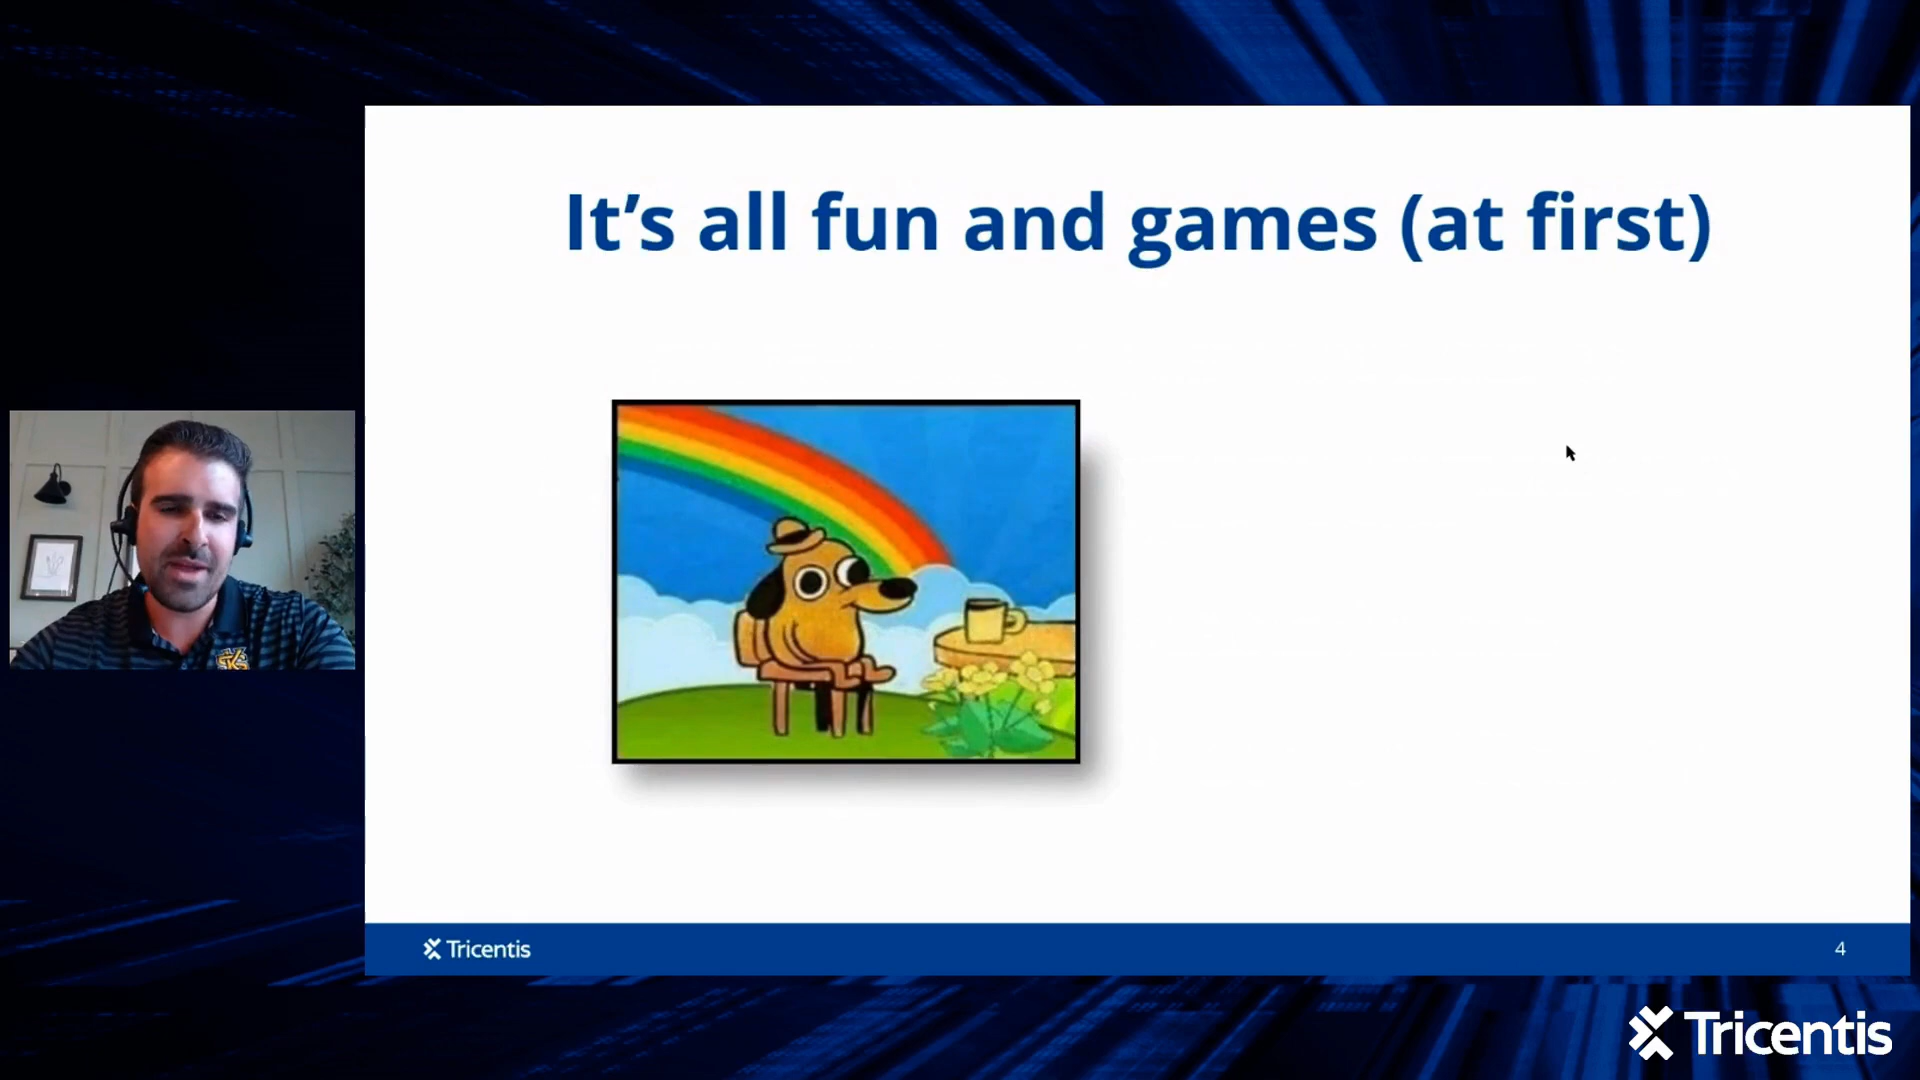 It's all fun and games (at first)
Tricentis
4
Tricentis